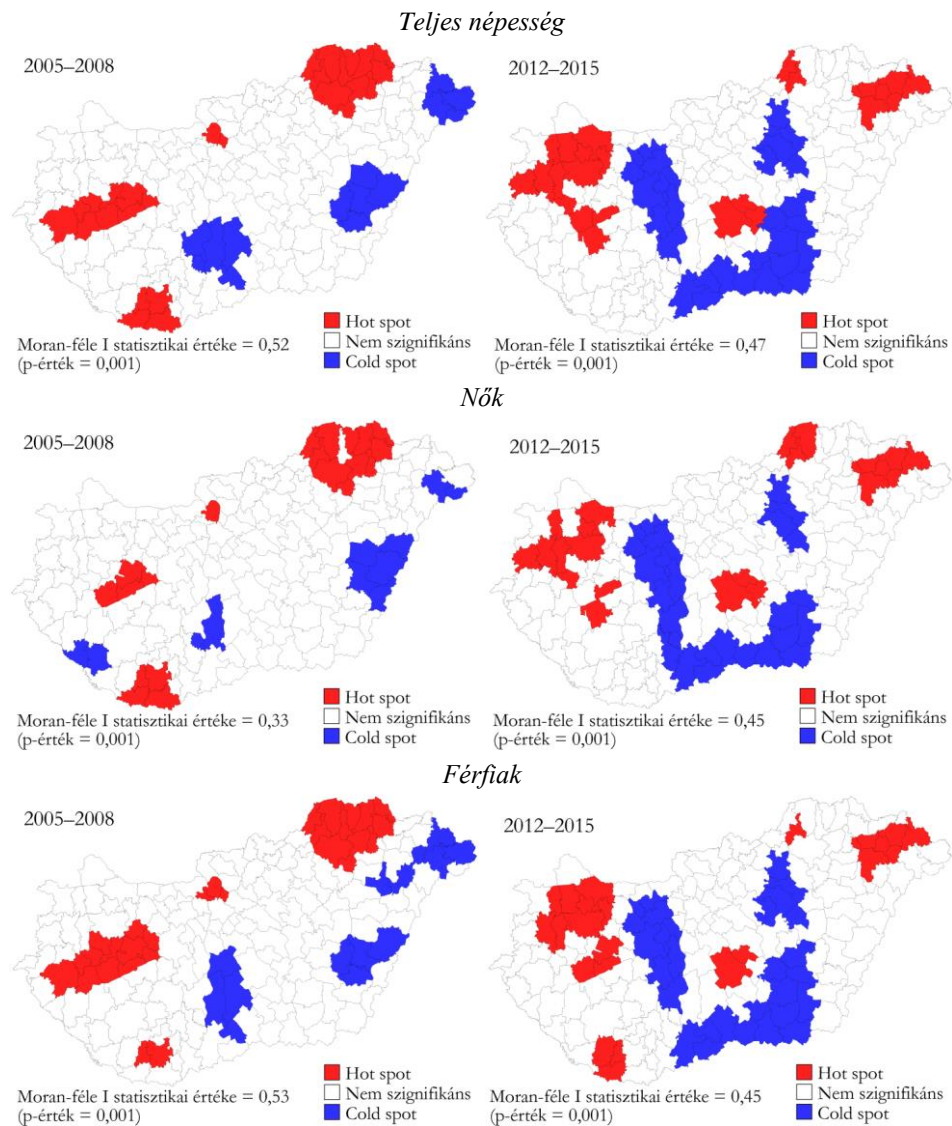 Teljes népesség
2005–2008
Hot spot
Nem szignifikáns
Cold spot
Moran-féle I statisztikai értéke = 0,52
(p-érték = 0,001)
2012–2015
Hot spot
Nem szignifikáns
Cold spot
Moran-féle I statisztikai értéke = 0,47
(p-érték = 0,001)
Nők
2005–2008
Hot spot
Nem szignifikáns
Cold spot
Moran-féle I statisztikai értéke = 0,33
(p-érték = 0,001)
2012–2015
Hot spot
Nem szignifikáns
Cold spot
Moran-féle I statisztikai értéke = 0,45
(p-érték = 0,001)
Férfiak
2005–2008
Hot spot
Nem szignifikáns
Cold spot
Moran-féle I statisztikai értéke = 0,53
(p-érték = 0,001)
2012–2015
Hot spot
Nem szignifikáns
Cold spot
Moran-féle I statisztikai értéke = 0,45
(p-érték = 0,001)